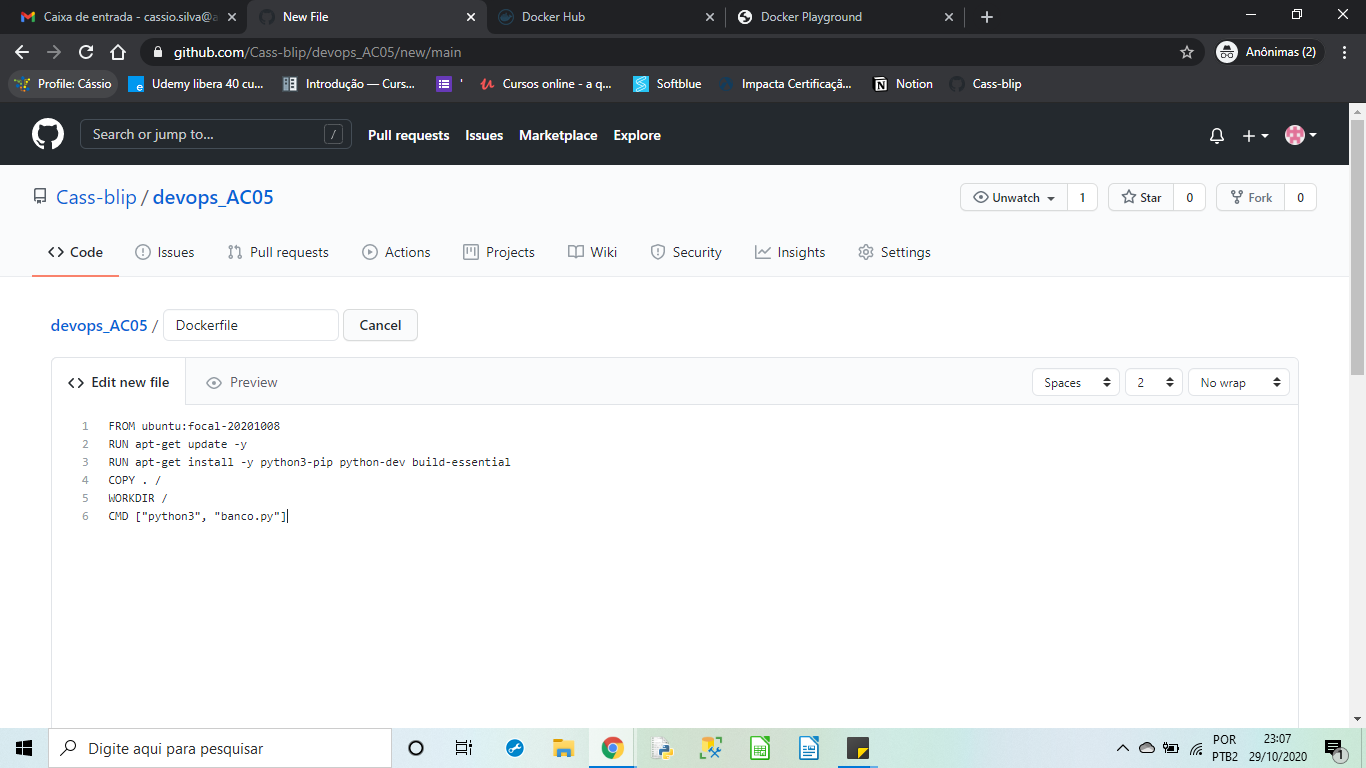 Caixa de entrada - cassio.silva@a
New File
Docker Hub
Docker Playground
github.com/Cass-blip/devops_AC05/new/main
Anônimas (2)
Profile: Cássio
Udemy libera 40 cu...
Introdução — Curs...
'
Cursos online - a q...
Softblue
Impacta Certificaçã...
Notion
Cass-blip
Search or jump to...
/
Pull requests
Issues
Marketplace
Explore
Cass-blip / devops_AC05
Unwatch
1
Star
0
Fork
0
Code
Issues
Pull requests
Actions
Projects
Wiki
Security
Insights
Settings
devops_AC05 /
Dockerfile
Cancel
Edit new file
Preview
Spaces
2
No wrap
1 FROM ubuntu:focal-20201008
2 RUN apt-get update -y
3 RUN apt-get install -y python3-pip python-dev build-essential
4 COPY . /
5 WORKDIR /
6 CMD ["python3", "banco.py"]
Digite aqui para pesquisar
POR
PTB2
23:07
29/10/2020
1